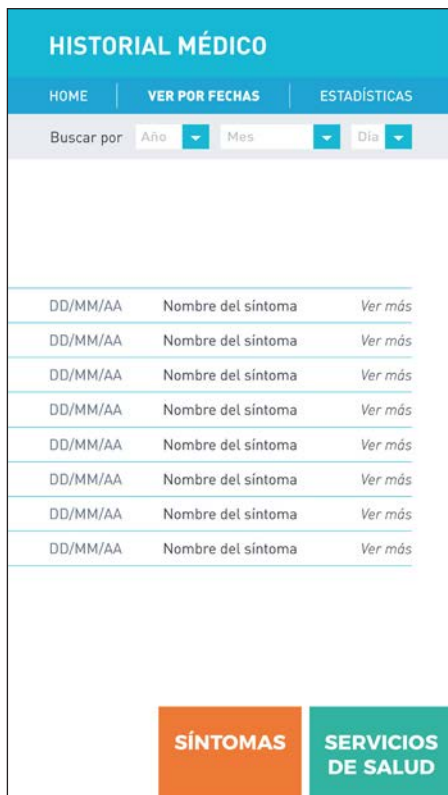 HISTORIAL MÉDICO
HOME VER POR FECHAS ESTADÍSTICAS
Buscar por Año Mes Día
DD/MM/AA Nombre del síntoma Ver más
DD/MM/AA Nombre del síntoma Ver más
DD/MM/AA Nombre del síntoma Ver más
DD/MM/AA Nombre del síntoma Ver más
DD/MM/AA Nombre del síntoma Ver más
DD/MM/AA Nombre del síntoma Ver más
DD/MM/AA Nombre del síntoma Ver más
DD/MM/AA Nombre del síntoma Ver más
SÍNTOMAS
SERVICIOS
DE SALUD